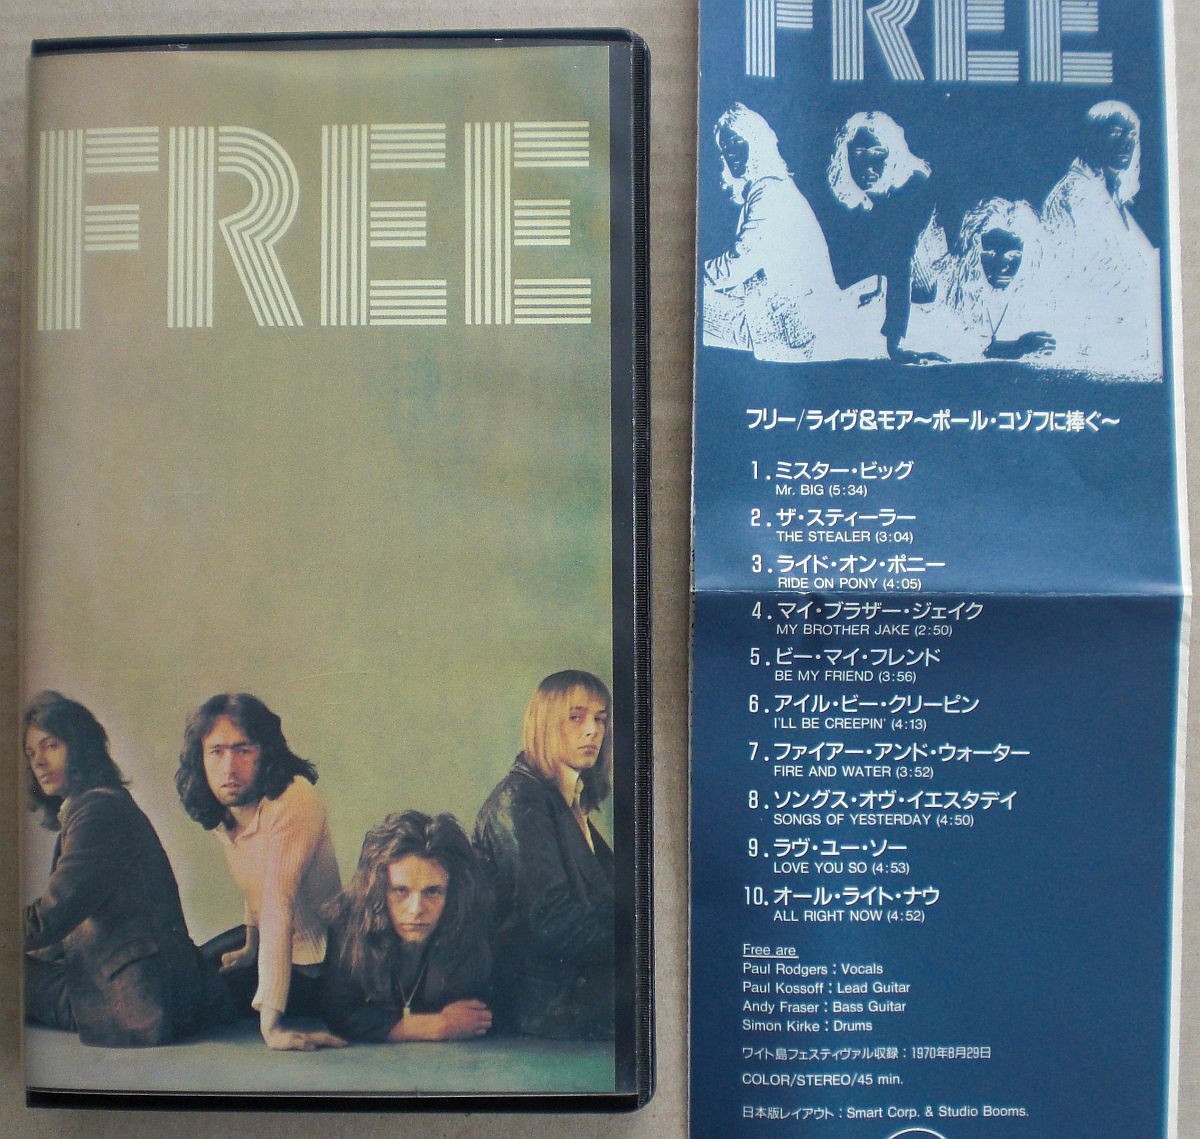 FREE
FREE
フリー/ライヴ&モア～ポール・コゾフに捧ぐ～
1.ミスター・ビッグ
Mr. BIG (5:34)
2.ザ・スティーラー
THE STEALER (3:04)
3.ライド・オン・ポニー
RIDE ON PONY (4:05)
4.マイ・ブラザー・ジェイク
MY BROTHER JAKE (2:50)
5.ビー・マイ・フレンド
BE MY FRIEND (3:56)
6.アイル・ビー・クリーピン
I'LL BE CREEPIN' (4:13)
7.ファイアー・アンド・ウォーター
FIRE AND WATER (3:52)
8.ソングス・オヴ・イエスタデイ
SONGS OF YESTERDAY (4:50)
9.ラヴ・ユー・ソー
LOVE YOU SO (4:53)
10.オール・ライト・ナウ
ALL RIGHT NOW (4:52)
Free are
Paul Rodgers : Vocals
Paul Kossoff : Lead Guitar
Andy Fraser : Bass Guitar
Simon Kirke : Drums
ワイト島フェスティヴァル収録 : 1970年8月29日
COLOR/STEREO/45 min.
日本版レイアウト : Smart Corp. & Studio Booms.